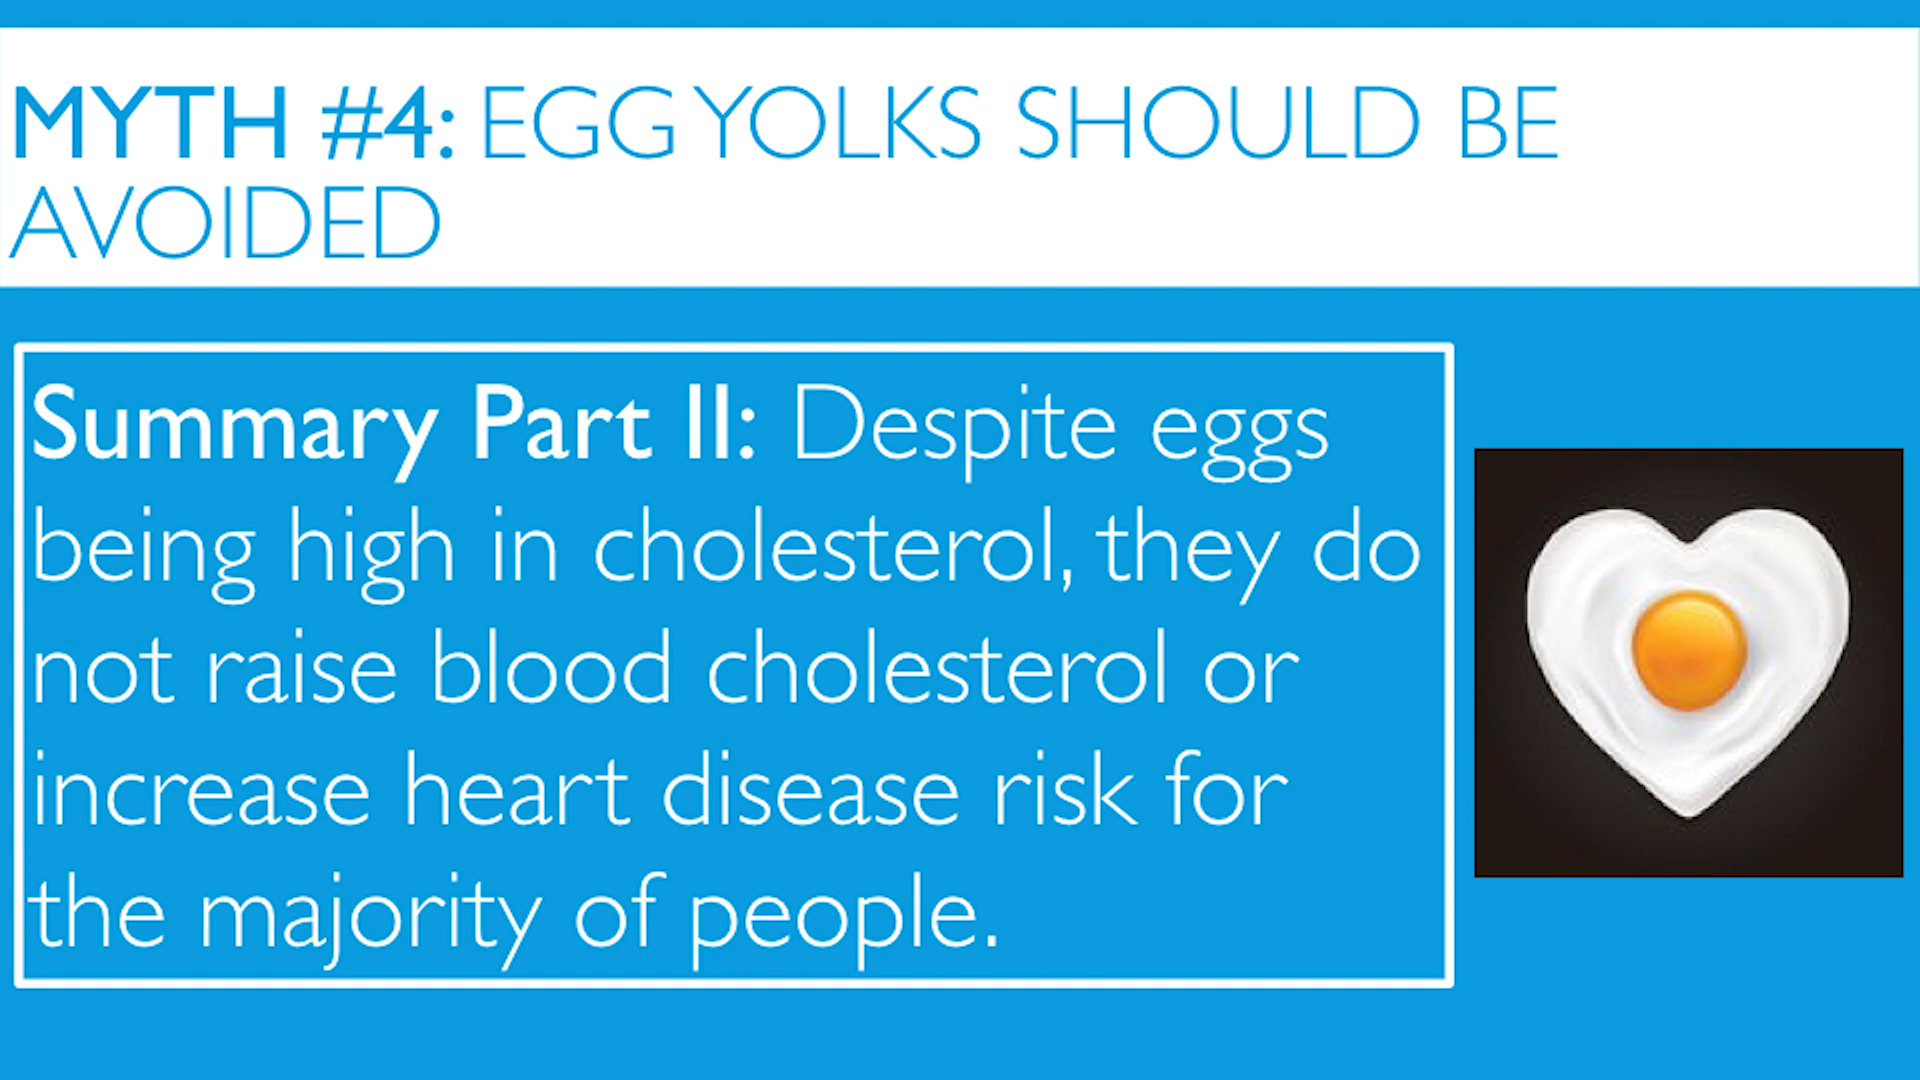 MYTH #4: EGG YOLKS SHOULD BE
AVOIDED
Summary Part II: Despite eggs
being high in cholesterol, they do
not raise blood cholesterol or
increase heart disease risk for
the majority of people.